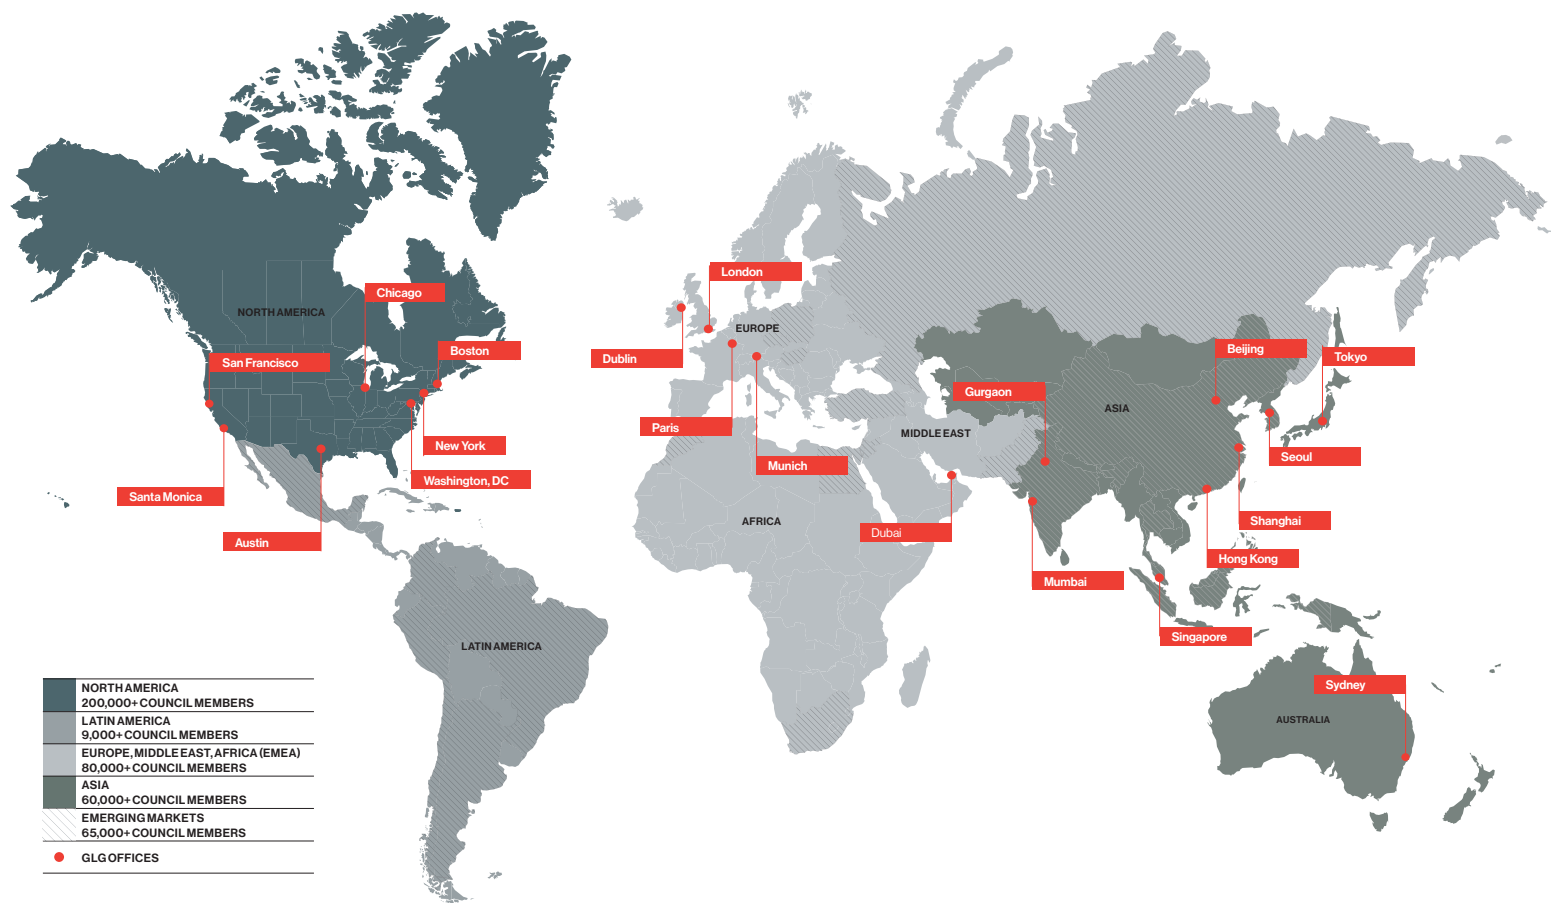 London
Chicago
NORTH AMERICA
EUROPE
Boston
Beijing
Tokyo
San Francisco
Dublin
Gurgaon
ASIA
Paris
MIDDLE EAST
New York
Seoul
Munich
Washington, DC
Santa Monica
AFRICA
Shanghai
Dubai
Austin
Hong Kong
Mumbai
Singapore
LATIN AMERICA
Sydney
AUSTRALIA
NORTH AMERICA
200,000+ COUNCIL MEMBERS
LATIN AMERICA
9,000+ COUNCIL MEMBERS
EUROPE, MIDDLE EAST, AFRICA (EMEA)
80,000+ COUNCIL MEMBERS
ASIA
60,000+ COUNCIL MEMBERS
EMERGING MARKETS
65,000+ COUNCIL MEMBERS
GLG OFFICES